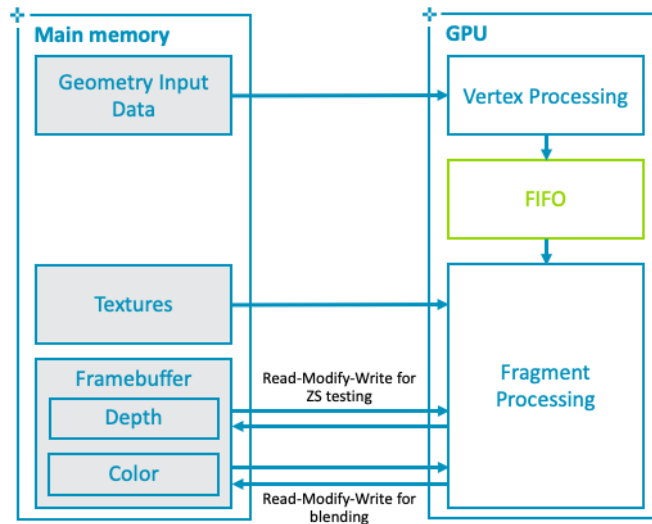 Main memory
GPU
Geometry Input
Data
Vertex Processing
FIFO
Textures
Fragment
Processing
Framebuffer
Depth
Color
Read-Modify-Write for
ZS testing
Read-Modify-Write for
blending